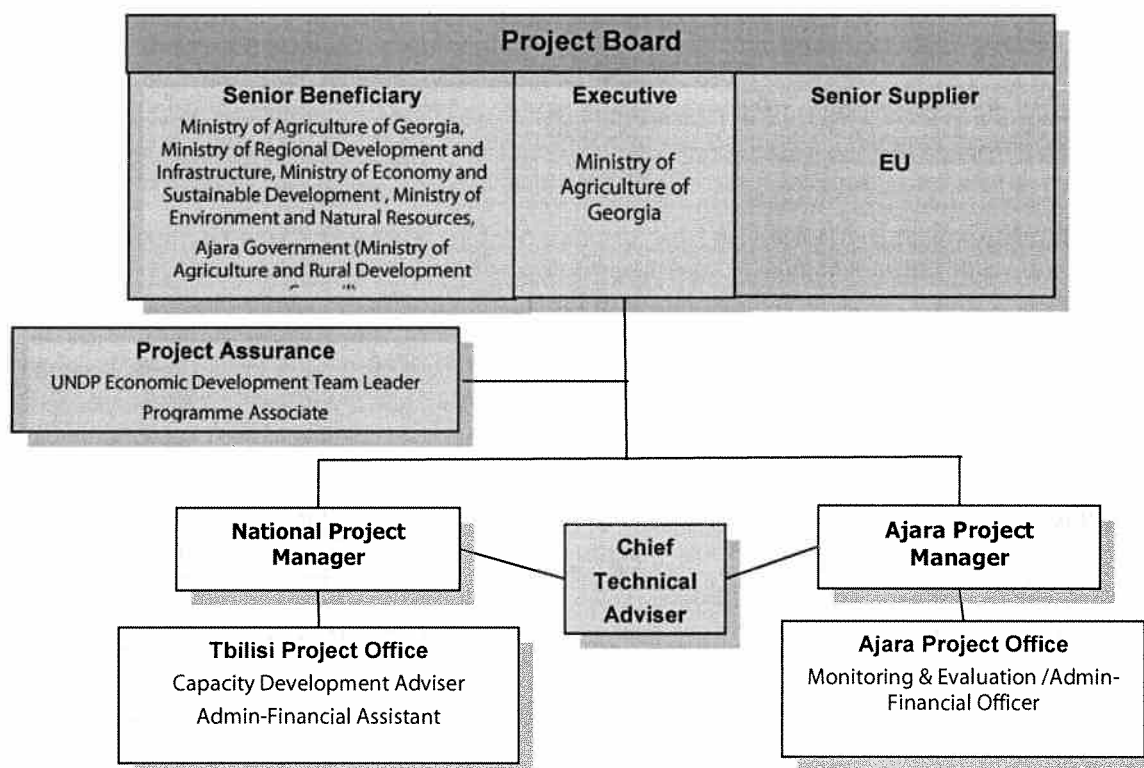 Project Board
Senior Beneficiary
Ministry of Agriculture of Georgia,
Ministry of Regional Development and
Infrastructure, Ministry of Economy and
Sustainable Development , Ministry of
Environment and Natural Resources,
Ajara Government (Ministry of
Agriculture and Rural Development
Executive
Ministry of
Agriculture of
Georgia
Senior Supplier
EU
Project Assurance
UNDP Economic Development Team Leader
Programme Associate
National Project
Manager
Chief
Technical
Adviser
Ajara Project
Manager
Tbilisi Project Office
Capacity Development Adviser
Admin-Financial Assistant
Ajara Project Office
Monitoring & Evaluation /Admin-
Financial Officer